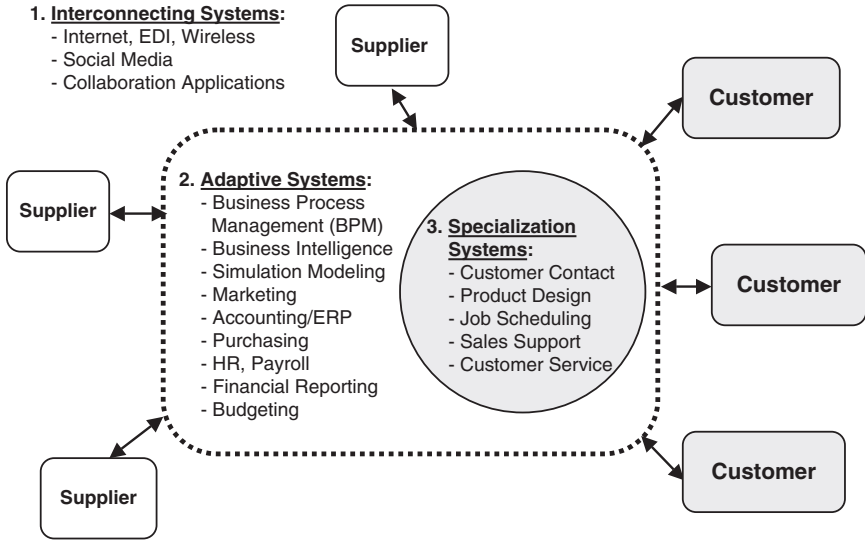 1. Interconnecting Systems:
- Internet, EDI, Wireless
- Social Media
- Collaboration Applications
Supplier
Customer
Supplier
2. Adaptive Systems:
- Business Process
Management (BPM)
- Business Intelligence
- Simulation Modeling
- Marketing
- Accounting/ERP
- Purchasing
- HR, Payroll
- Financial Reporting
- Budgeting
3. Specialization
Systems:
- Customer Contact
- Product Design
- Job Scheduling
- Sales Support
- Customer Service
Customer
Supplier
Customer